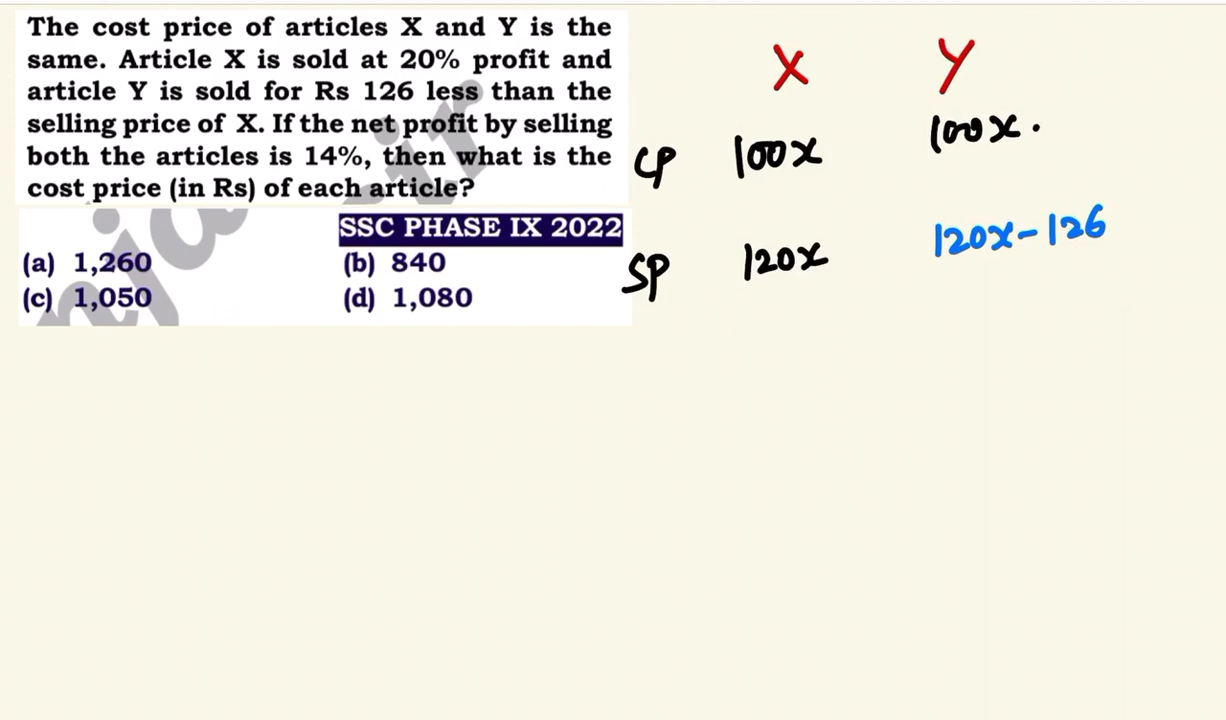 The cost price of articles X and Y is the
same. Article X is sold at 20% profit and
article Y is sold for Rs 126 less than the
selling price of X. If the net profit by selling
both the articles is 14%, then what is the
cost price (in Rs) of each article?
SSC PHASE IX 2022
(a) 1,260 (b) 840
(c) 1,050 (d) 1,080
X Y
CP 100x 100x.
SP 120x 120x-126